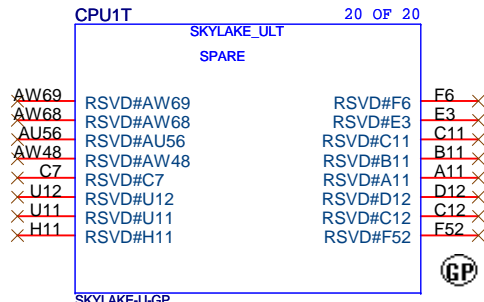 CPU1T 20 OF 20
SKYLAKE_ULT
SPARE
AW69 RSVD#AW69 RSVD#F6 F6
AW68 RSVD#AW68 RSVD#E3 E3
AU56 RSVD#AU56 RSVD#C11 C11
AW48 RSVD#AW48 RSVD#B11 B11
C7 RSVD#C7 RSVD#A11 A11
U12 RSVD#U12 RSVD#D12 D12
U11 RSVD#U11 RSVD#C12 C12
H11 RSVD#H11 RSVD#F52 F52
GP
SKYLAKE-U-GP